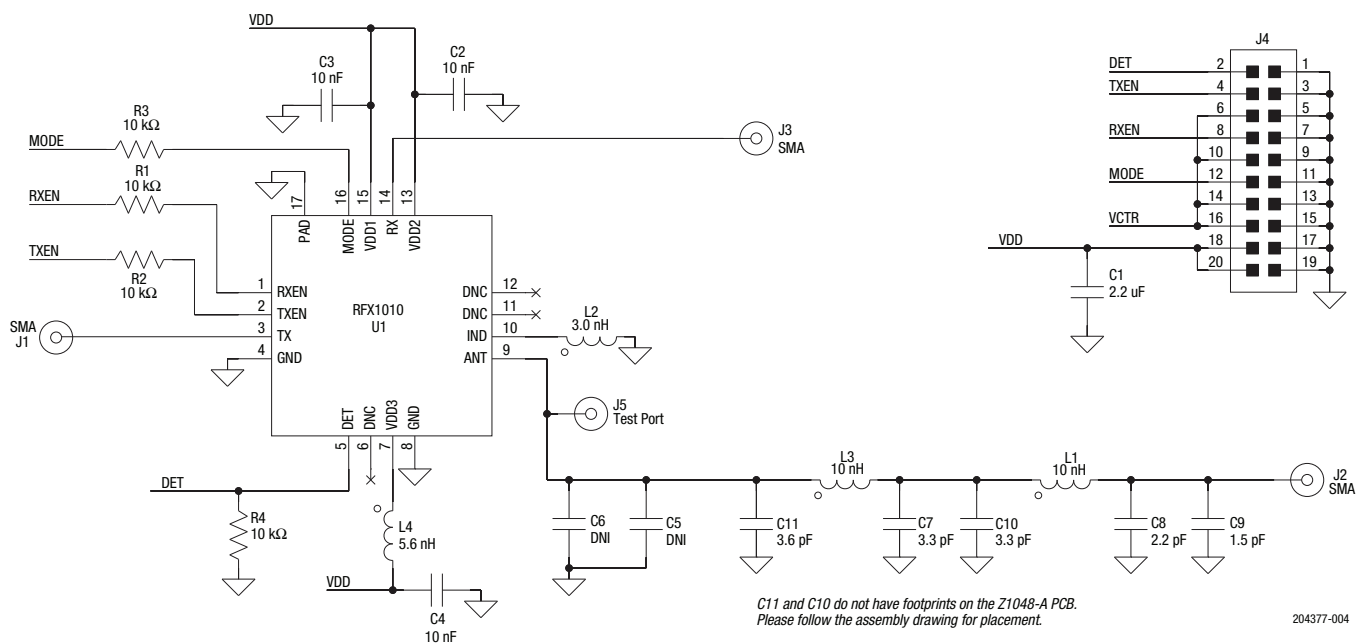 VDD
C3
10 nF
C2
10 nF
R3
10 kΩ
MODE
R1
10 kΩ
RXEN
TXEN
R2
10 kΩ
J3
SMA
17
16
15
14
13
PAD
MODE
VDD1
RX
VDD2
1
RXEN
2
TXEN
3
TX
4
GND
SMA
J1
RFX1010
U1
DNC
12
DNC
11
IND
10
ANT
9
L2
3.0 nH
DET
DNC
VDD3
GND
5
6
7
8
J5
Test Port
DET
R4
10 kΩ
L4
5.6 nH
VDD
C4
10 nF
C6
DNI
C5
DNI
C11
3.6 pF
L3
10 nH
C7
3.3 pF
C10
3.3 pF
L1
10 nH
C8
2.2 pF
C9
1.5 pF
J2
SMA
J4
DET 2 1
TXEN 4 3
6 5
RXEN 8 7
10 9
MODE 12 11
14 13
VCTR 16 15
VDD 18 17
20 19
C1
2.2 uF
C11 and C10 do not have footprints on the Z1048-A PCB.
Please follow the assembly drawing for placement.
204377-004